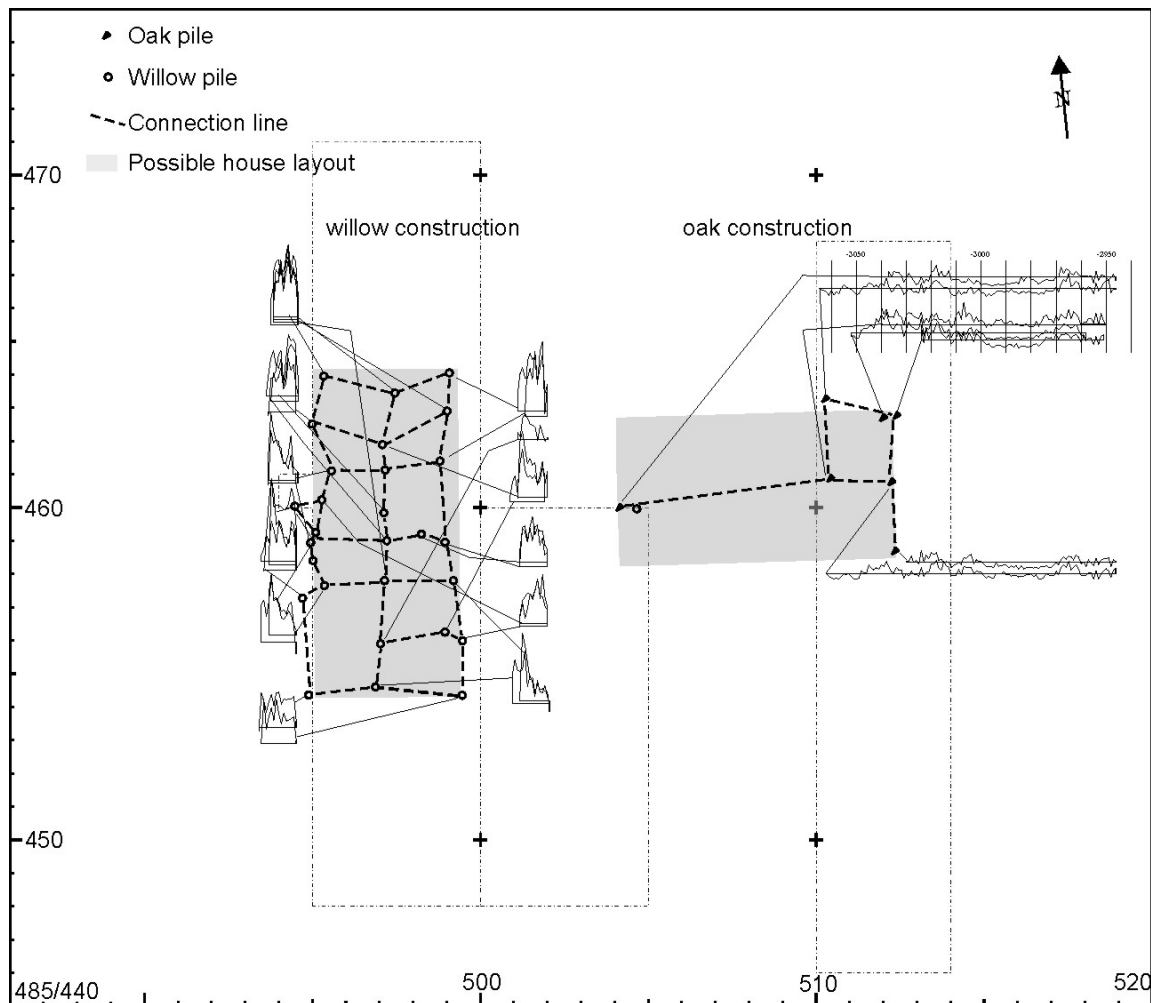 Oak pile
Willow pile
Connection line
Possible house layout
N
470
willow construction
oak construction
-3050
-3000
-2950
460
450
485/440
500
510
520